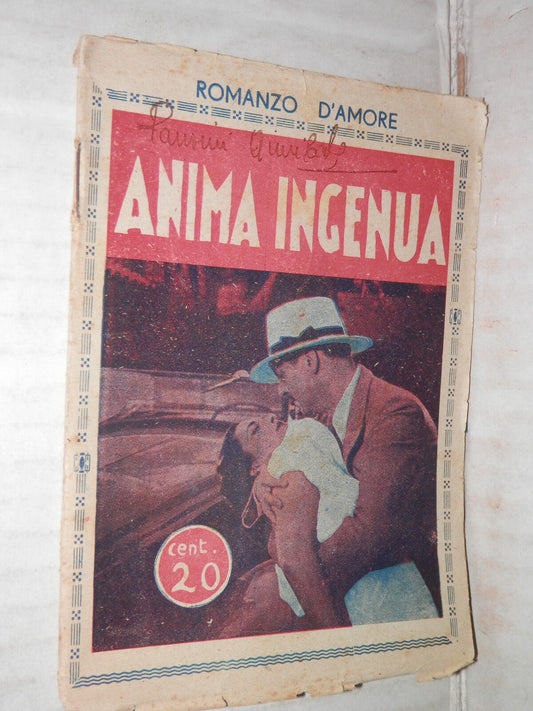 ROMANZO D'AMORE
ANIMA INGENUA
cent.
20